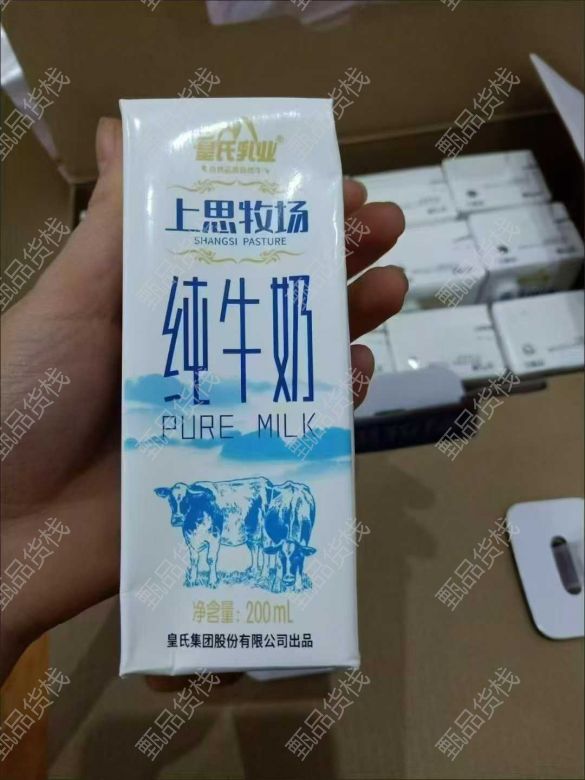 皇氏乳业®
上思牧场
SHANGSI PASTURE
纯牛奶
PURE MILK
净含量: 200mL
皇氏集团股份有限公司出品
甄品货栈